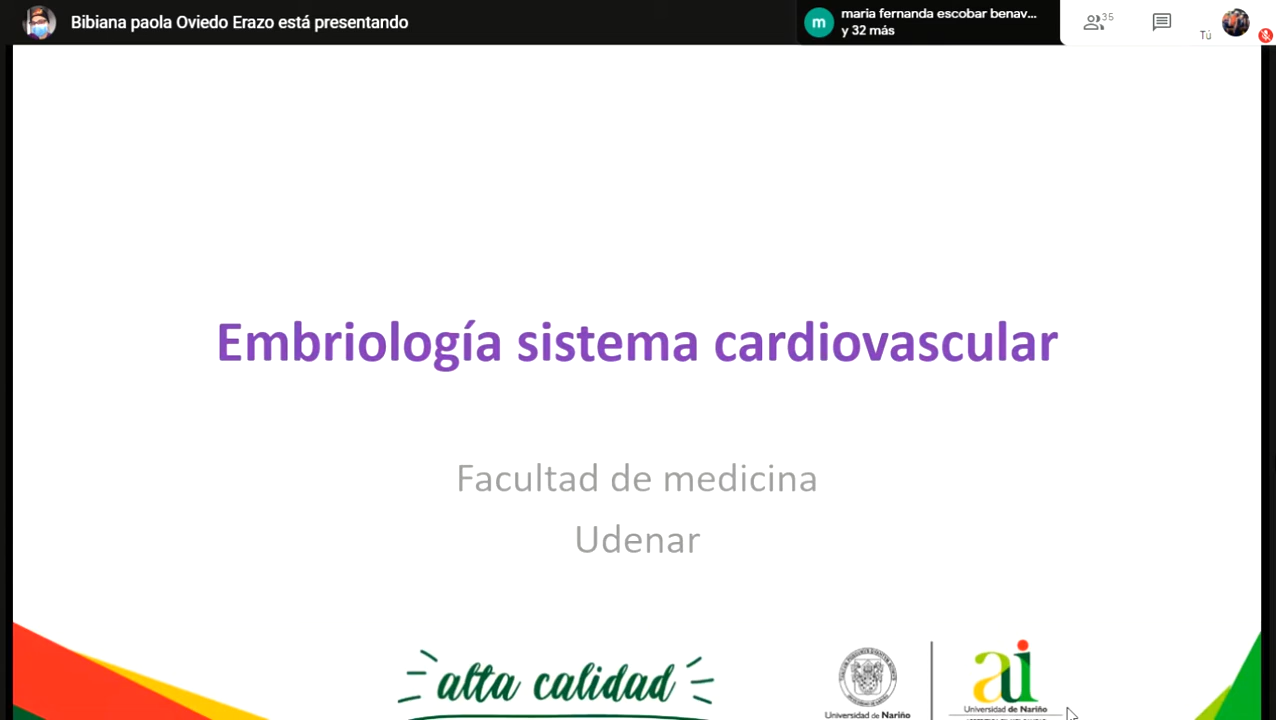 Bibiana paola Oviedo Erazo está presentando
m
maria fernanda escobar benav...
y 32 más
35
Tú
Embriología sistema cardiovascular
Facultad de medicina
Udenar
alta calidad
Universidad de Nariño
ai
Universidad de Nariño